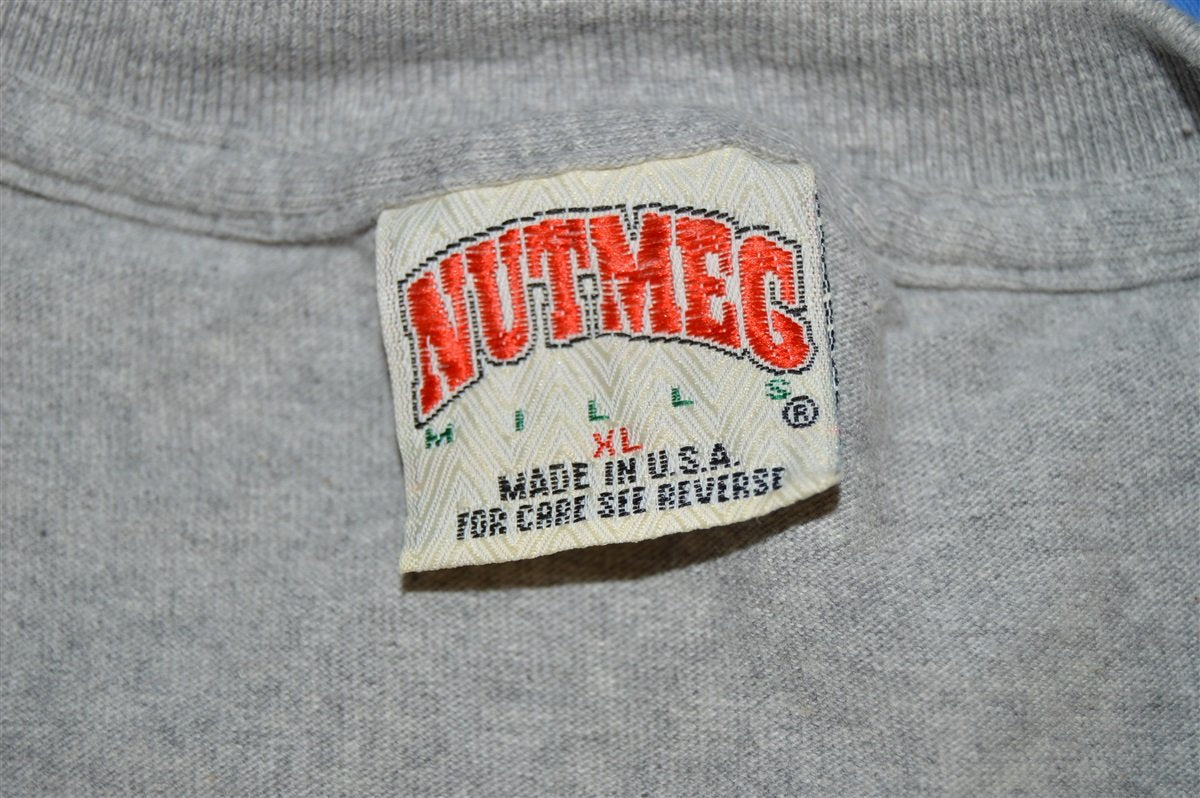 NUTMEG
MILLS ®
XL
MADE IN U.S.A.
FOR CARE SEE REVERSE